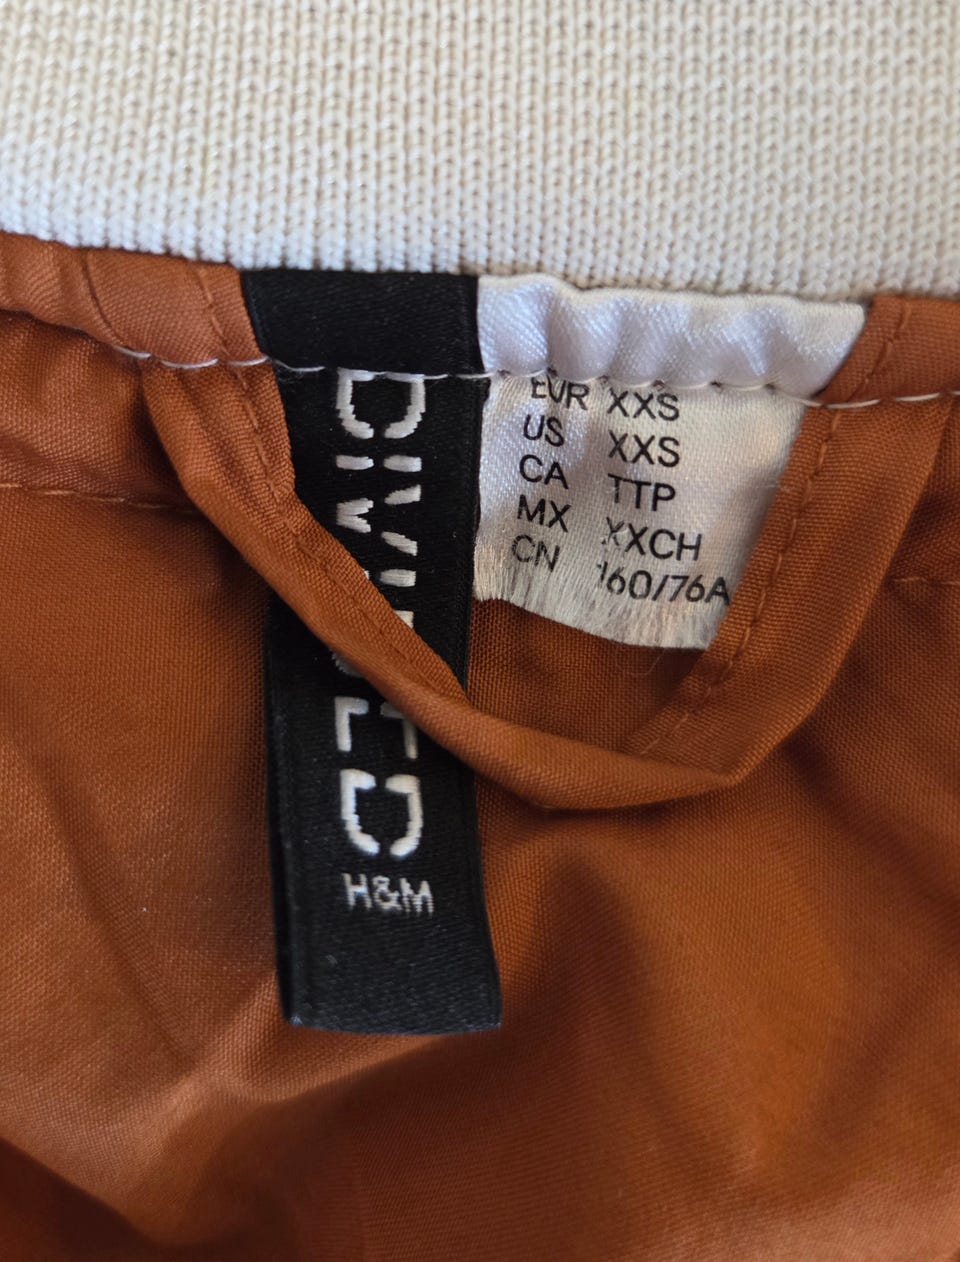 DIVIDED
H&M
EUR XXS
US XXS
CA TTP
MX XXCH
CN 160/76A